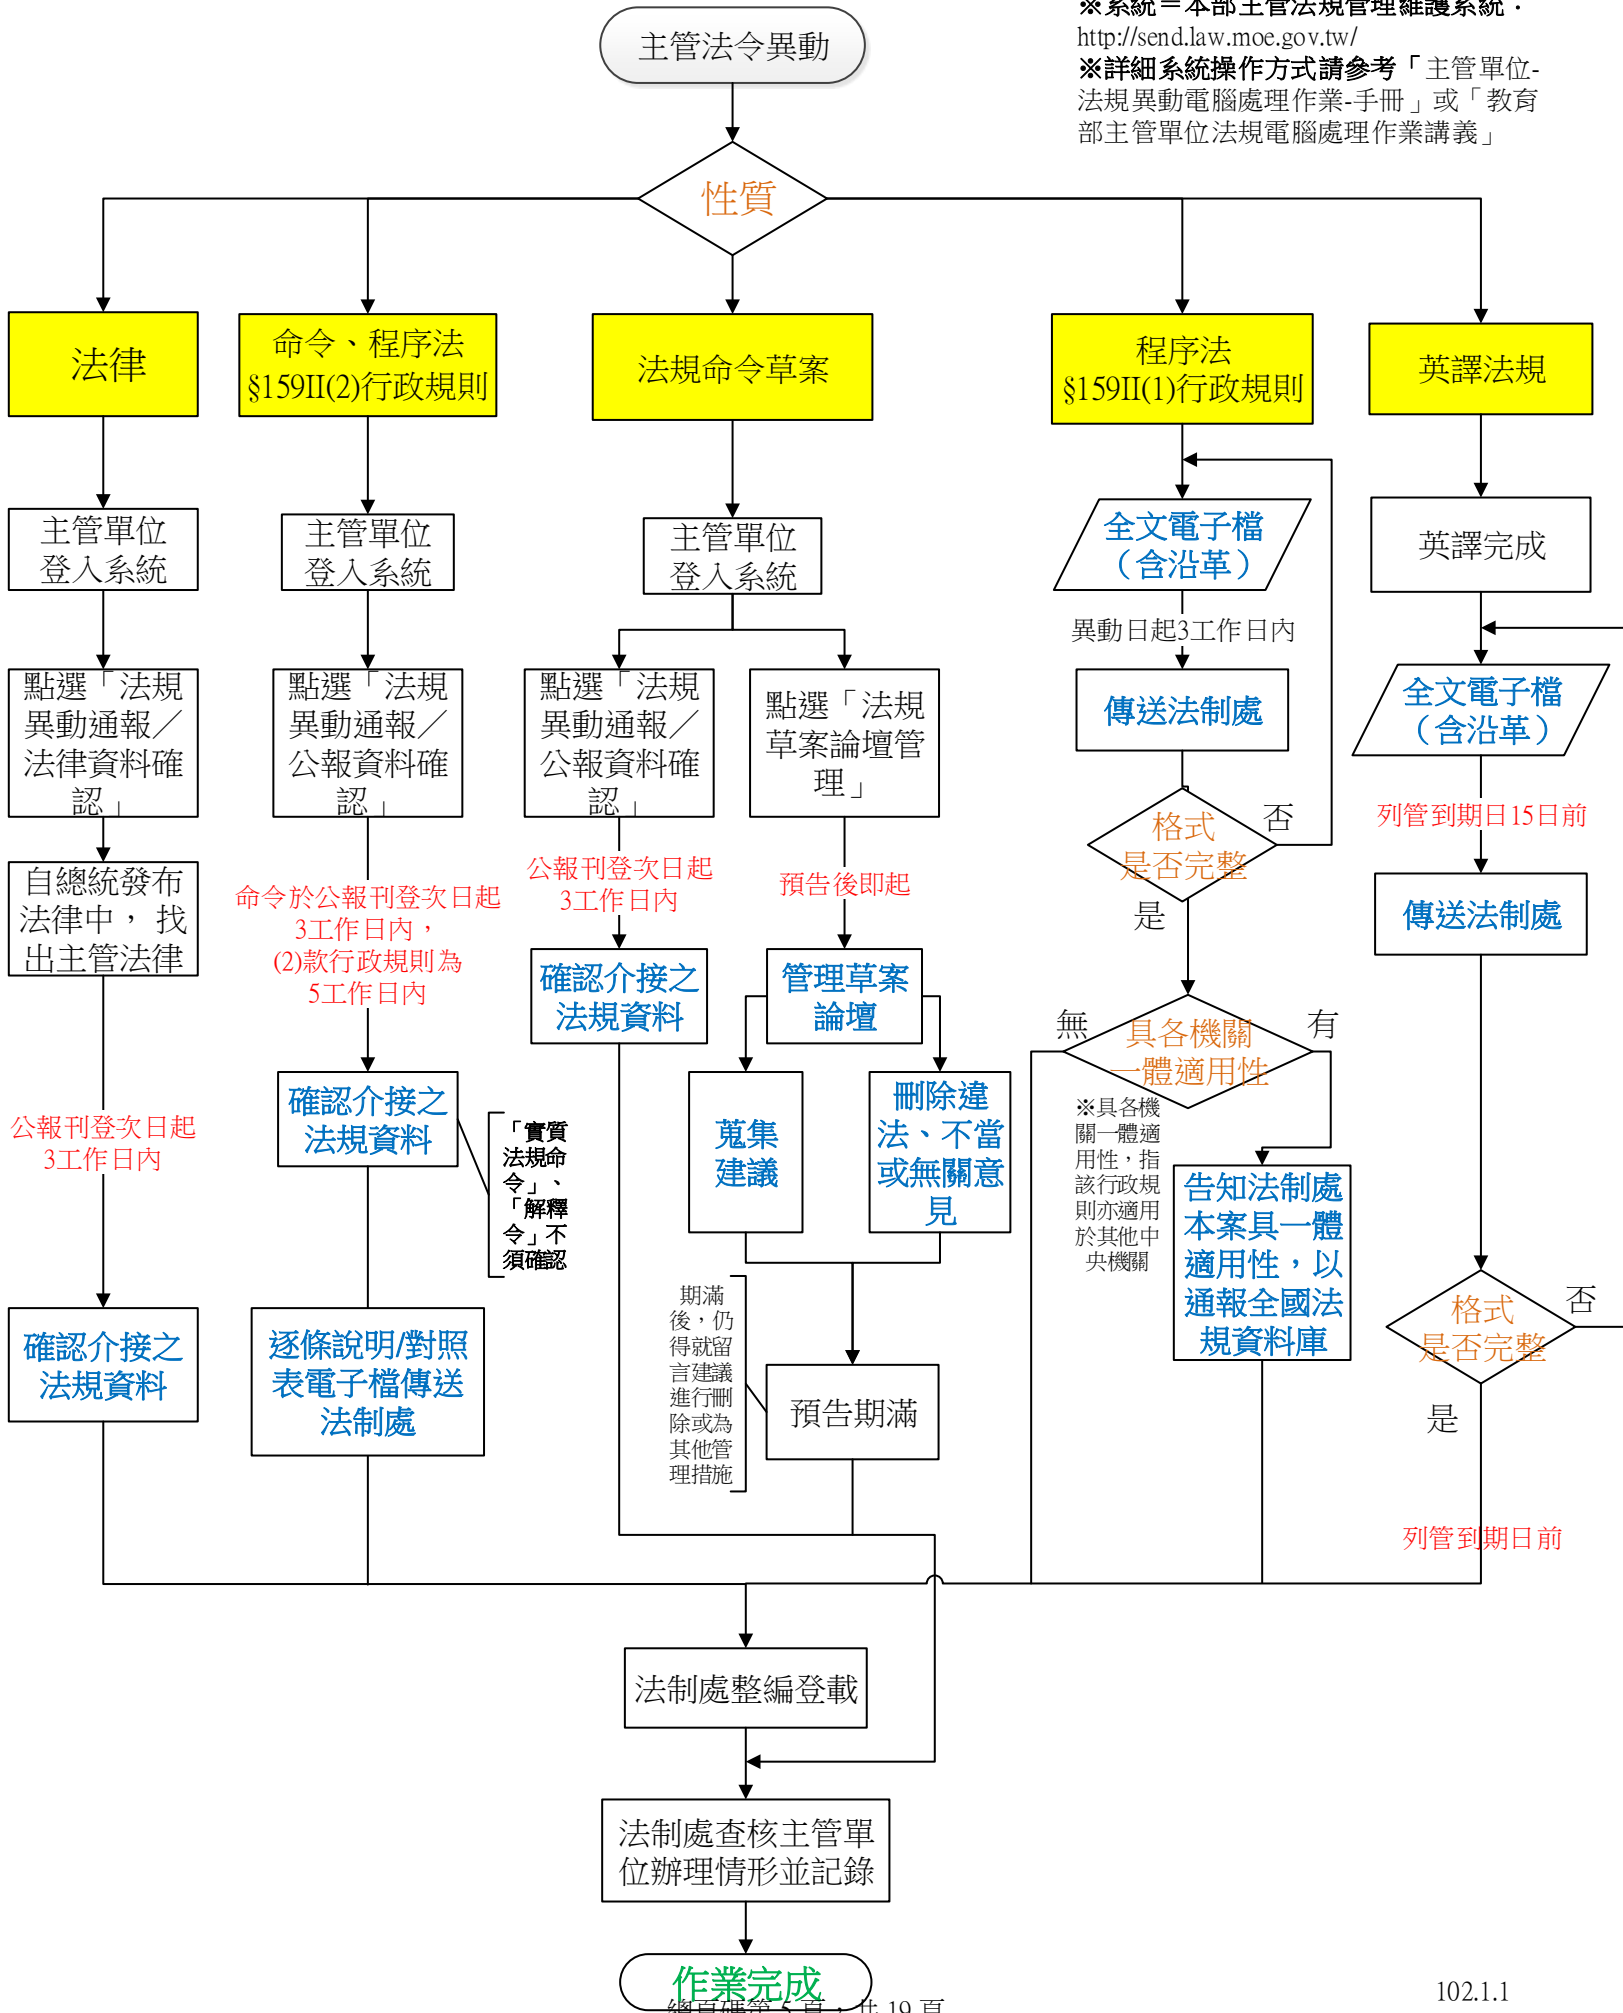 ※系統＝本部主管法規管理維護系統：
http://send.law.moe.gov.tw/
※詳細系統操作方式請參考「主管單位-
法規異動電腦處理作業-手冊」或「教育
部主管單位法規電腦處理作業講義」
主管法令異動
性質
法律
命令、程序法
§159II(2)行政規則
法規命令草案
程序法
§159II(1)行政規則
英譯法規
主管單位
登入系統
點選「法規
異動通報／
法律資料確
認」
自總統發布
法律中，找
出主管法律
公報刊登次日起
3工作日內
確認介接之
法規資料
主管單位
登入系統
點選「法規
異動通報／
公報資料確
認」
命令於公報刊登次日起
3工作日內，
(2)款行政規則為
5工作日內
確認介接之
法規資料
「實質
法規命
令」、
「解釋
令」不
須確認
逐條說明/對照
表電子檔傳送
法制處
主管單位
登入系統
點選「法規
異動通報／
公報資料確
認」
公報刊登次日起
3工作日內
確認介接之
法規資料
點選「法規
草案論壇管
理」
預告後即起
管理草案
論壇
蒐集
建議
刪除違
法、不當
或無關意
見
期滿
後，仍
得就留
言建議
進行刪
除或為
其他管
理措施
預告期滿
全文電子檔
（含沿革）
異動日起3工作日內
傳送法制處
格式
是否完整
否
是
具各機關
一體適用性
無
有
※具各機
關一體適
用性，指
該行政規
則亦適用
於其他中
央機關
告知法制處
本案具一體
適用性，以
通報全國法
規資料庫
英譯完成
全文電子檔
（含沿革）
列管到期日15日前
傳送法制處
格式
是否完整
否
是
列管到期日前
法制處整編登載
法制處查核主管單
位辦理情形並記錄
作業完成
總頁碼第 5 頁，共 19 頁
102.1.1